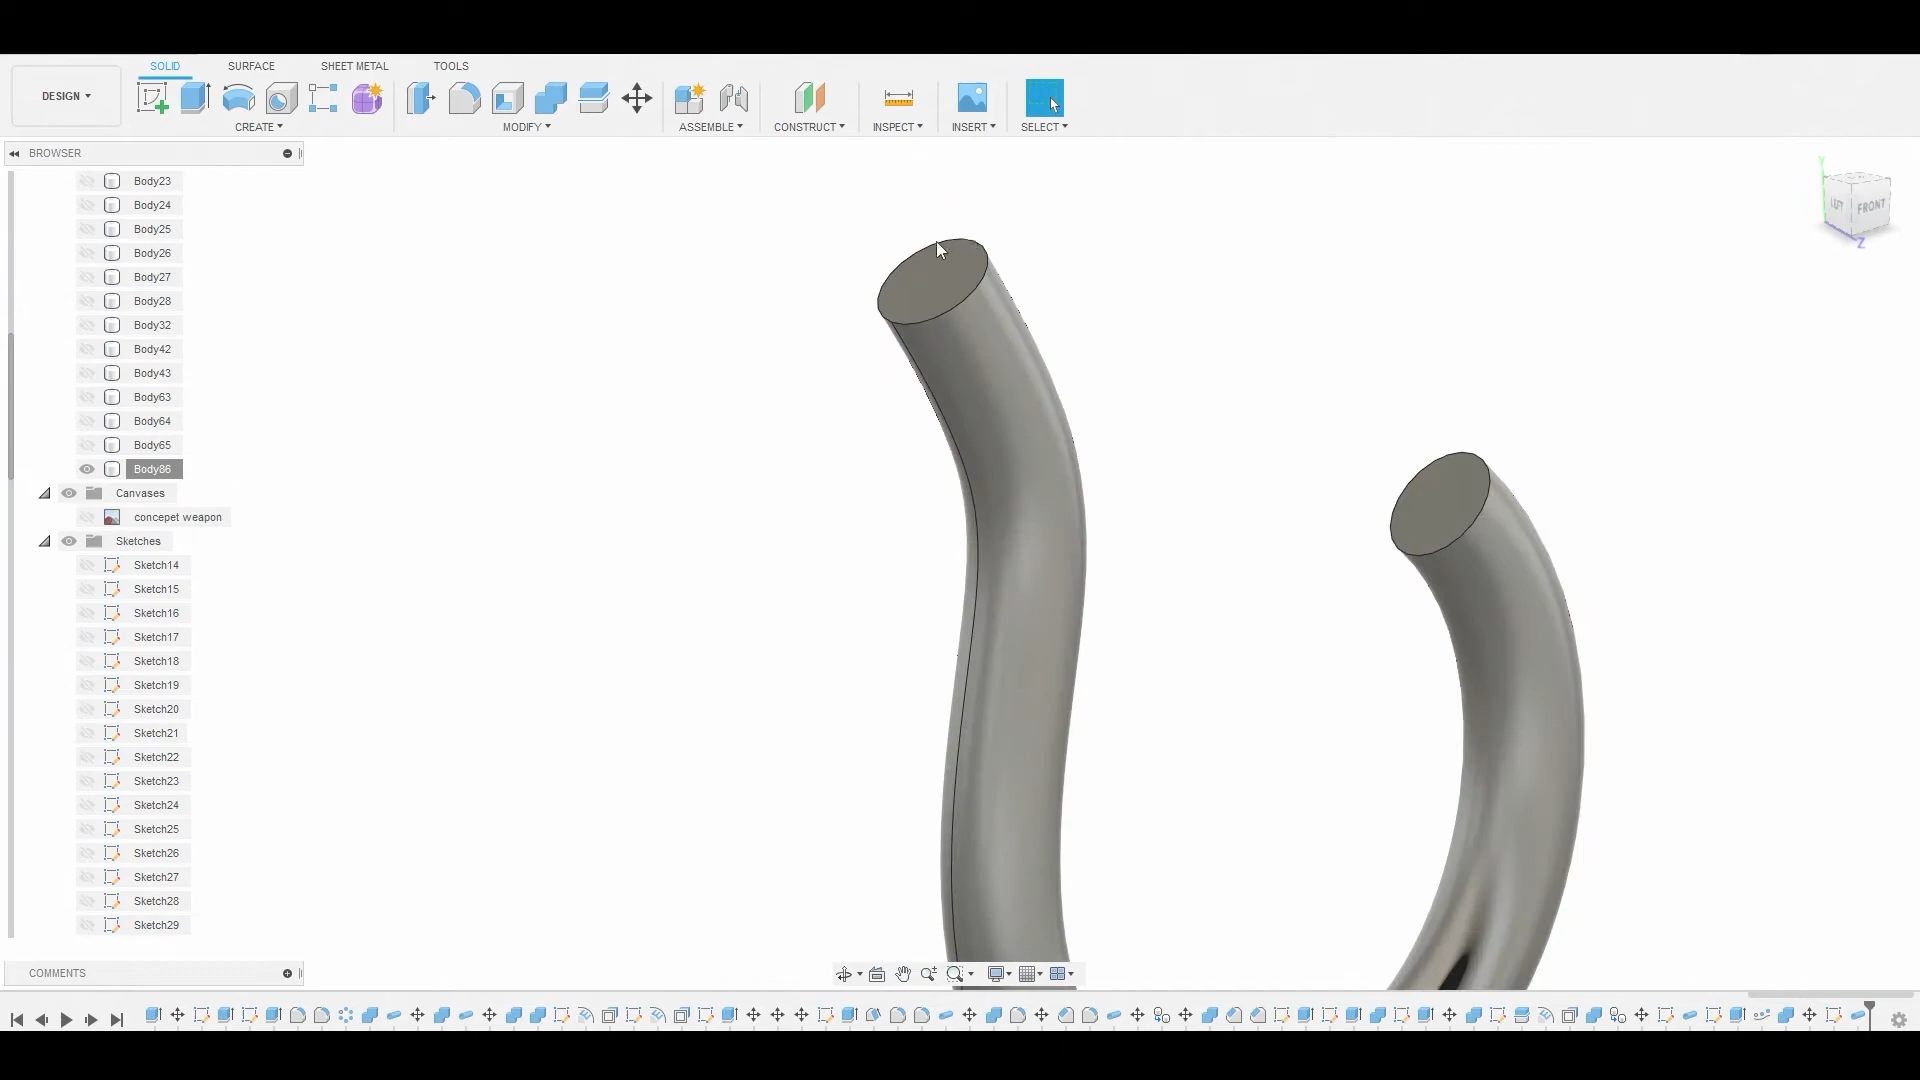 SOLID SURFACE SHEET METAL TOOLS
DESIGN
CREATE MODIFY ASSEMBLE CONSTRUCT INSPECT INSERT SELECT
BROWSER
Body23
Body24
Body25
Body26
Body27
Body28
Body32
Body42
Body43
Body63
Body64
Body65
Body86
Canvases
concepet weapon
Sketches
Sketch14
Sketch15
Sketch16
Sketch17
Sketch18
Sketch19
Sketch20
Sketch21
Sketch22
Sketch23
Sketch24
Sketch25
Sketch26
Sketch27
Sketch28
Sketch29
COMMENTS
Y
LEFT FRONT
Z